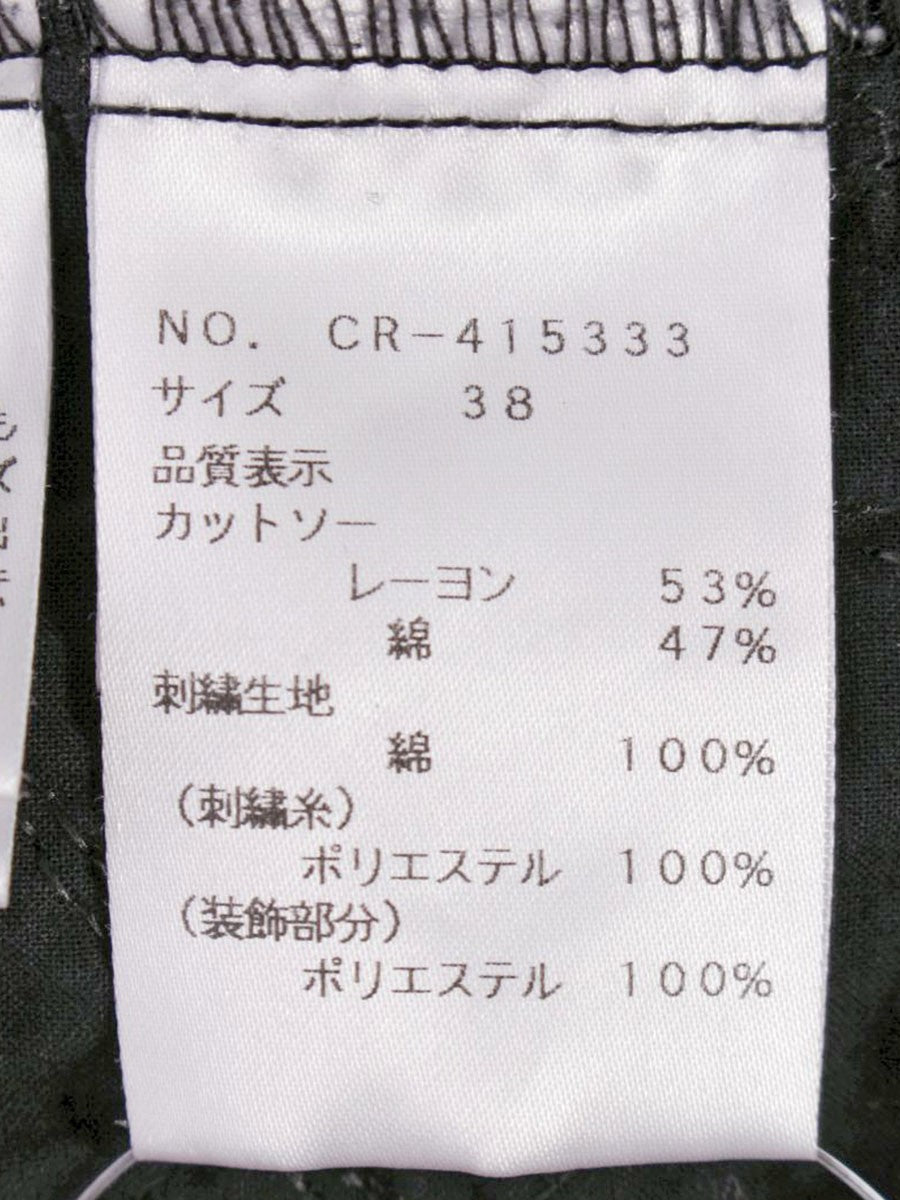 NO. CR-415333
サイズ 38
品質表示
カットソー
レーヨン 53%
綿 47%
刺繍生地
綿 100%
(刺繍糸)
ポリエステル 100%
(装飾部分)
ポリエステル 100%
も
ズ